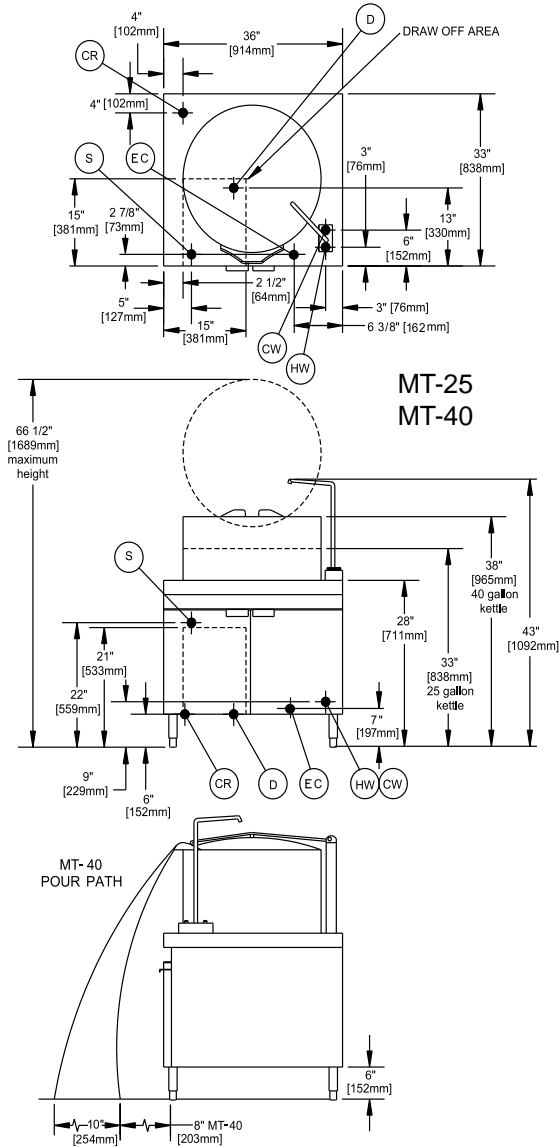 4"
[102mm]
36"
[914mm]
D
DRAW OFF AREA
CR
4" [102mm]
S
EC
3"
[76mm]
33"
[838mm]
15"
[381mm]
2 7/8"
[73mm]
13"
[330mm]
6"
[152mm]
5"
[127mm]
2 1/2"
[64mm]
15"
[381mm]
3" [76mm]
6 3/8" [162mm]
CW
HW
MT-25
MT-40
66 1/2"
[1689mm]
maximum
height
S
38"
[965mm]
40 gallon
kettle
28"
[711mm]
43"
[1092mm]
21"
[533mm]
22"
[559mm]
33"
[838mm]
25 gallon
kettle
7"
[197mm]
9"
[229mm]
6"
[152mm]
CR
D
EC
HW
CW
MT-40
POUR PATH
6"
[152mm]
10"
[254mm]
8" MT-40
[203mm]